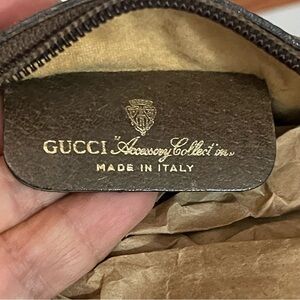 GUCCI "Accessory Collection"
MADE IN ITALY